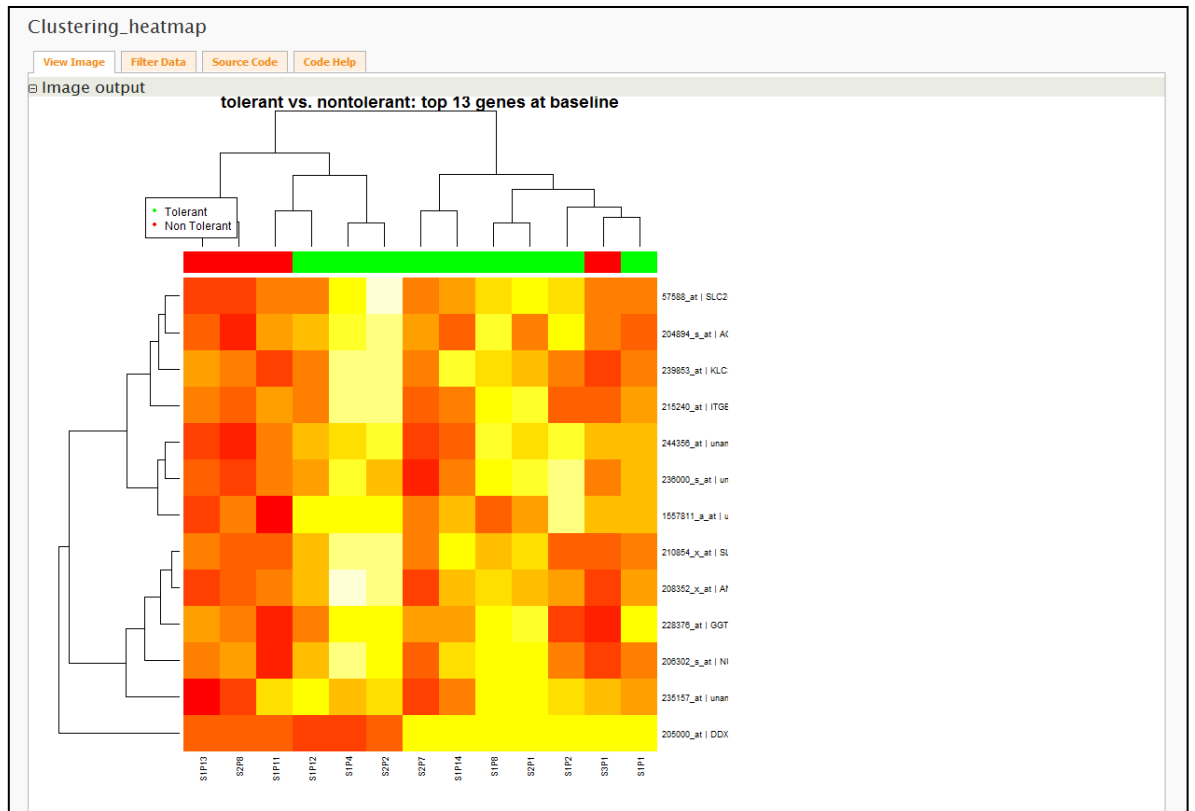 Clustering_heatmap
View Image Filter Data Source Code Code Help
Image output
tolerant vs. nontolerant: top 13 genes at baseline
Tolerant
Non Tolerant
57588_at | SLC2
204894_s_at | AO
239853_at | KLC
215240_at | ITGB
244356_at | unan
236000_s_at | un
1557811_a_at | u
210854_x_at | SL
208352_x_at | AN
228376_at | GGT
206302_s_at | NU
235157_at | unan
205000_at | DDX
S1P13 S2P8 S1P11 S1P12 S1P4 S2P2 S2P7 S1P14 S1P8 S2P1 S1P2 S3P1 S1P1